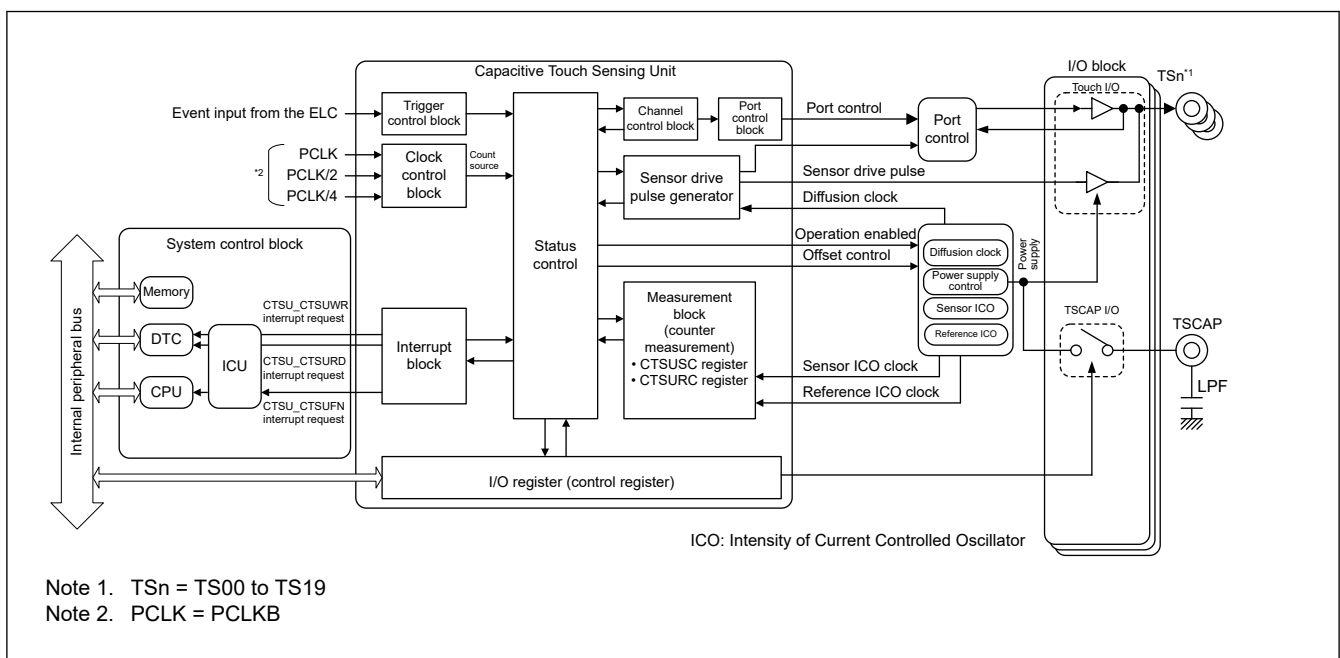 Capacitive Touch Sensing Unit
Event input from the ELC
Trigger
control block
*2
PCLK
PCLK/2
PCLK/4
Clock
control
block
Count
source
Status
control
Channel
control block
Port
control
block
Port control
Port
control
Sensor drive
pulse generator
Sensor drive pulse
Diffusion clock
Operation enabled
Offset control
Measurement
block
(counter
measurement)
• CTSUSC register
• CTSURC register
Sensor ICO clock
Reference ICO clock
Diffusion clock
Power supply
control
Sensor ICO
Reference ICO
Power
supply
I/O block
Touch I/O
TSn*1
TSCAP I/O
TSCAP
LPF
Internal peripheral bus
System control block
Memory
DTC
CPU
ICU
CTSU_CTSUWR
interrupt request
CTSU_CTSURD
interrupt request
CTSU_CTSUFN
interrupt request
Interrupt
block
I/O register (control register)
ICO: Intensity of Current Controlled Oscillator
Note 1. TSn = TS00 to TS19
Note 2. PCLK = PCLKB